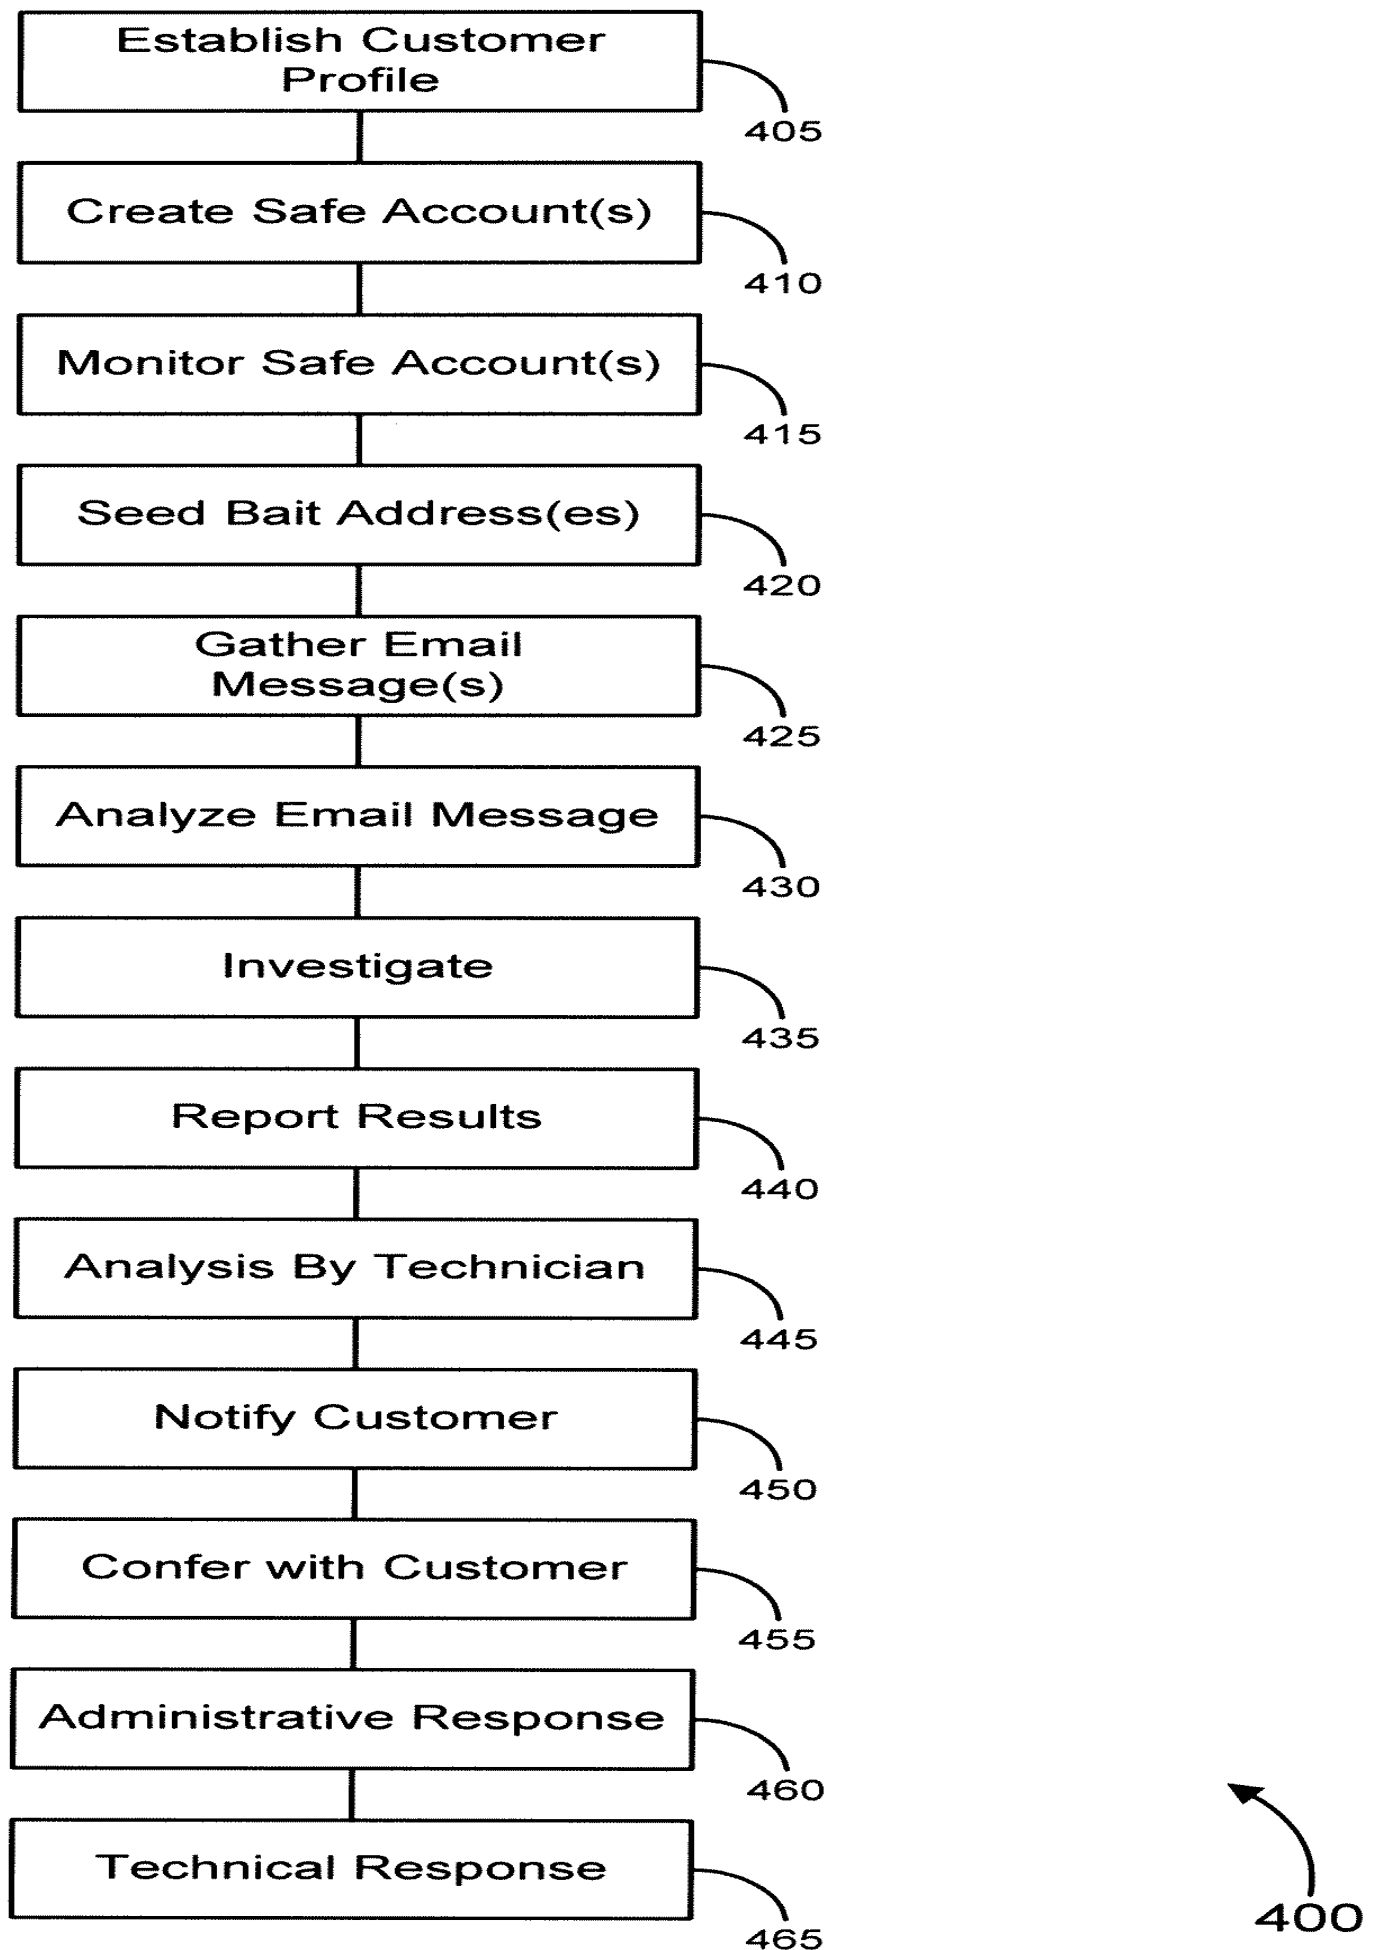 Establish Customer
Profile
405
Create Safe Account(s)
410
Monitor Safe Account(s)
415
Seed Bait Address(es)
420
Gather Email
Message(s)
425
Analyze Email Message
430
Investigate
435
Report Results
440
Analysis By Technician
445
Notify Customer
450
Confer with Customer
455
Administrative Response
460
Technical Response
465
400